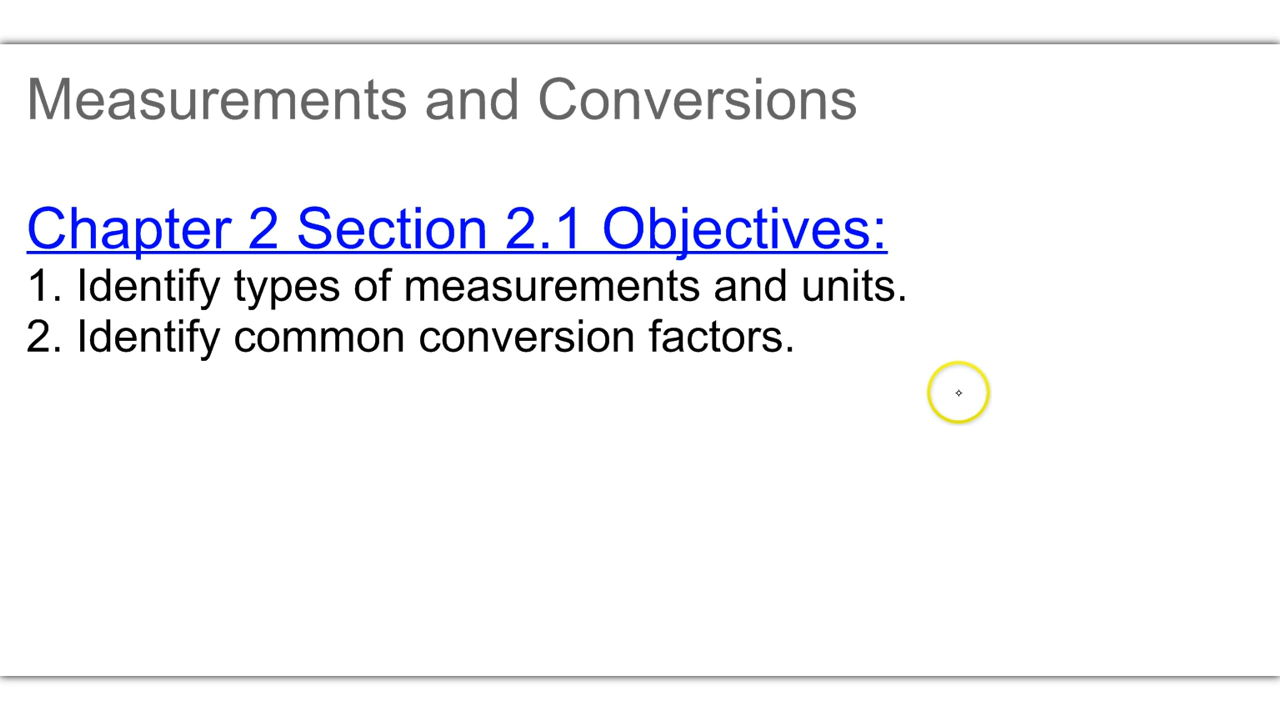 Measurements and Conversions
Chapter 2 Section 2.1 Objectives:
1. Identify types of measurements and units.
2. Identify common conversion factors.